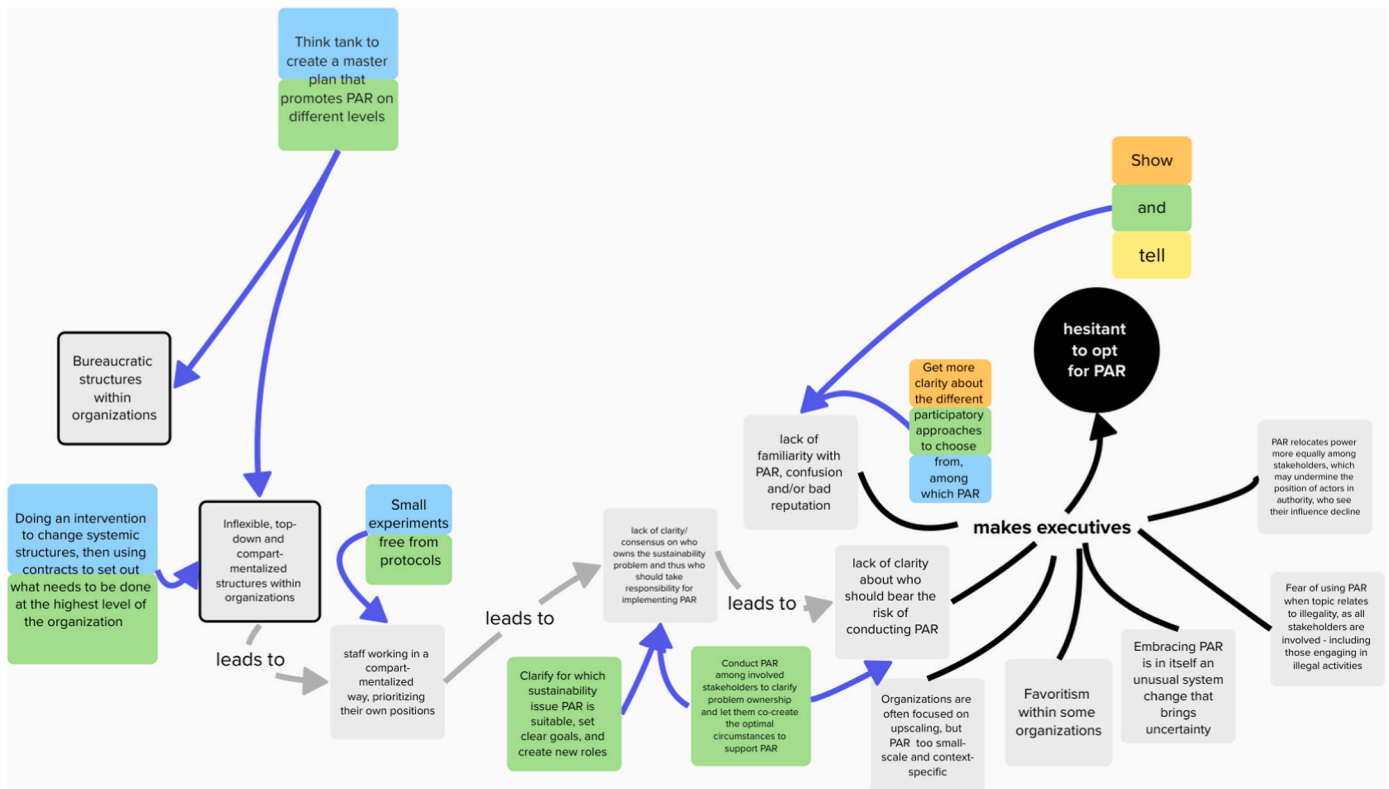 Think tank to
create a master
plan that
promotes PAR on
different levels
Show
and
tell
hesitant
to opt
for PAR
Bureaucratic
structures
within
organizations
Get more
clarity about
the different
participatory
approaches
to choose
from,
among
which PAR
lack of
familiarity with
PAR, confusion
and/or bad
reputation
PAR relocates power
more equally among
stakeholders, which
may undermine the
position of actors in
authority, who see
their influence decline
Doing an intervention
to change systemic
structures, then using
contracts to set out
what needs to be done
at the highest level of
the organization
Inflexible, top-
down and
compart-
mentalized
structures within
organizations
Small
experiments
free from
protocols
lack of clarity/
consensus on who
owns the sustainability
problem and thus who
should take
responsibility for
implementing PAR
makes executives
lack of clarity
about who
should bear the
risk of
conducting PAR
leads to
leads to
leads to
staff working in a
compart-
mentalized
way, prioritizing
their own positions
Clarify for which
sustainability
issue PAR is
suitable, set
clear goals, and
create new roles
Conduct PAR
among involved
stakeholders to clarify
problem ownership
and let them co-create
the optimal
circumstances to
support PAR
Organizations are
often focused on
upscaling, but
PAR too small-
scale and context-
specific
Favoritism
within some
organizations
Embracing PAR
is in itself an
unusual system
change that
brings
uncertainty
Fear of using PAR
when topic relates
to illegality, as all
stakeholders are
involved - including
those engaging in
illegal activities